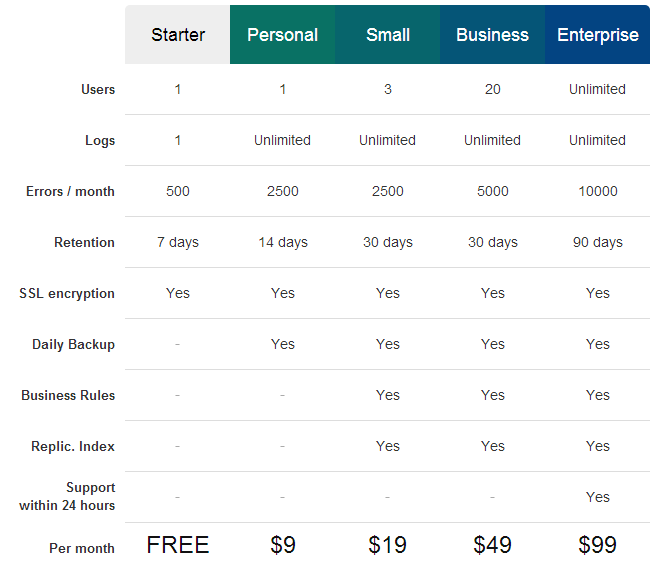 Starter Personal Small Business Enterprise
Users 1 1 3 20 Unlimited
Logs 1 Unlimited Unlimited Unlimited Unlimited
Errors / month 500 2500 2500 5000 10000
Retention 7 days 14 days 30 days 30 days 90 days
SSL encryption Yes Yes Yes Yes Yes
Daily Backup - Yes Yes Yes Yes
Business Rules - - Yes Yes Yes
Replic. Index - - Yes Yes Yes
Support
within 24 hours - - - - Yes
Per month FREE $9 $19 $49 $99